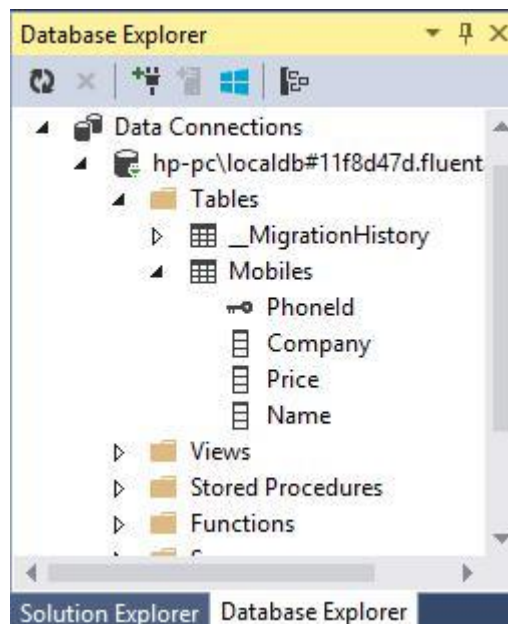 Database Explorer
Data Connections
hp-pc\localdb#11f8d47d.fluent
Tables
__MigrationHistory
Mobiles
PhoneId
Company
Price
Name
Views
Stored Procedures
Functions
Solution Explorer Database Explorer